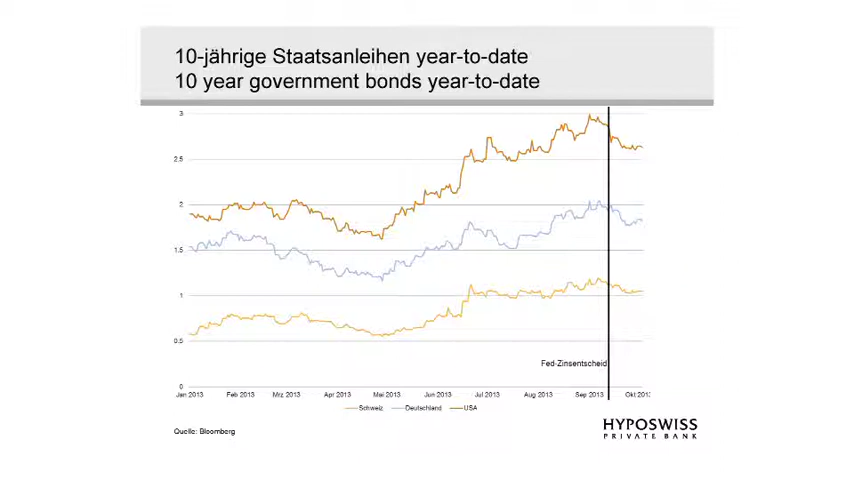 10-jährige Staatsanleihen year-to-date
10 year government bonds year-to-date
3
2,5
2
1,5
1
0,5
0
Fed-Zinsentscheid
Jan 2013 Feb 2013 Mrz 2013 Apr 2013 Mai 2013 Jun 2013 Jul 2013 Aug 2013 Sep 2013 Okt 2013
Schweiz Deutschland USA
Quelle: Bloomberg
HYPOSWISS
PRIVATE BANK